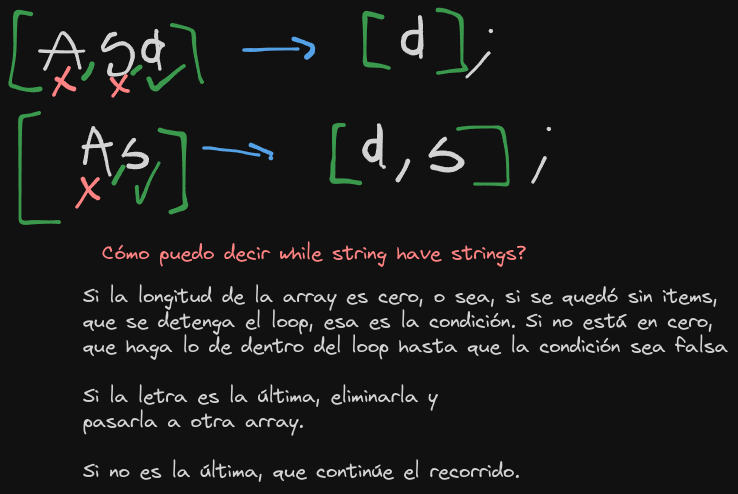 [A, s, d] → [d];
[A, s] → [d, s];
Cómo puedo decir while string have strings?
Si la longitud de la array es cero, o sea, si se quedó sin items,
que se detenga el loop, esa es la condición. Si no está en cero,
que haga lo de dentro del loop hasta que la condición sea falsa
Si la letra es la última, eliminarla y
pasarla a otra array.
Si no es la última, que continúe el recorrido.